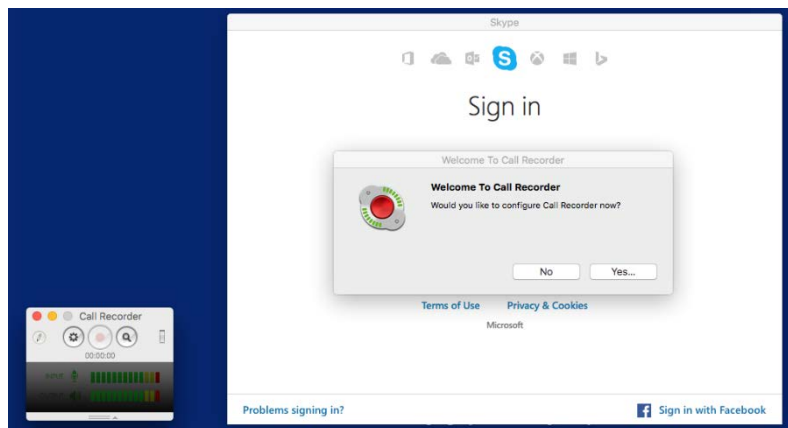 Skype
Sign in
Welcome To Call Recorder
Welcome To Call Recorder
Would you like to configure Call Recorder now?
No
Yes...
Terms of Use
Privacy & Cookies
Microsoft
Call Recorder
00:00:00
INPUT
Problems signing in?
Sign in with Facebook